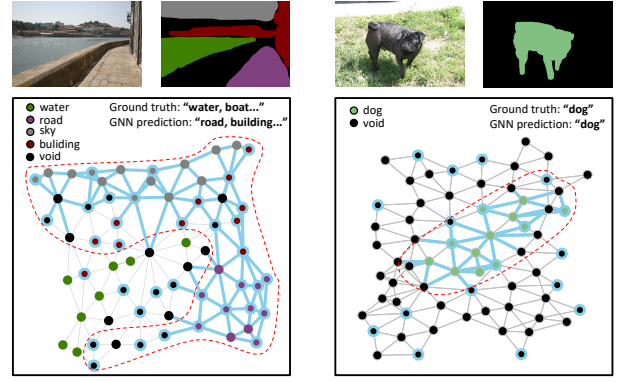 water
road
sky
buliding
void
Ground truth: “water, boat...”
GNN prediction: “road, building...”
dog
void
Ground truth: “dog”
GNN prediction: “dog”